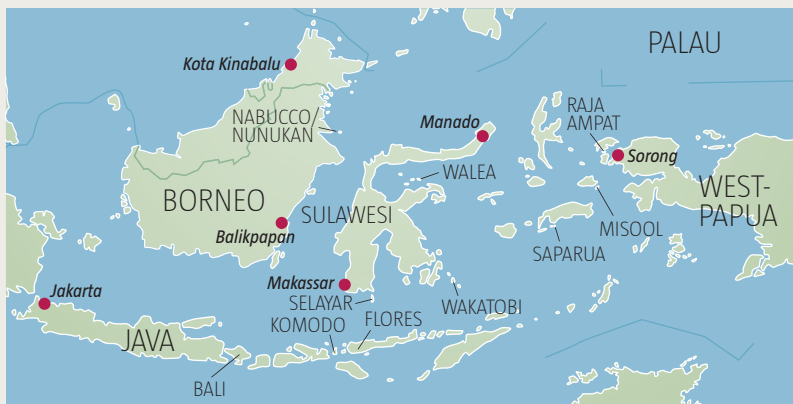 PALAU
Kota Kinabalu
NABUCCO
NUNUKAN
Manado
RAJA
AMPAT
Sorong
WALEA
BORNEO
SULAWESI
WEST-
PAPUA
MISOOL
Balikpapan
SAPARUA
Makassar
Jakarta
SELAYAR
WAKATOBI
KOMODO
FLORES
JAVA
BALI